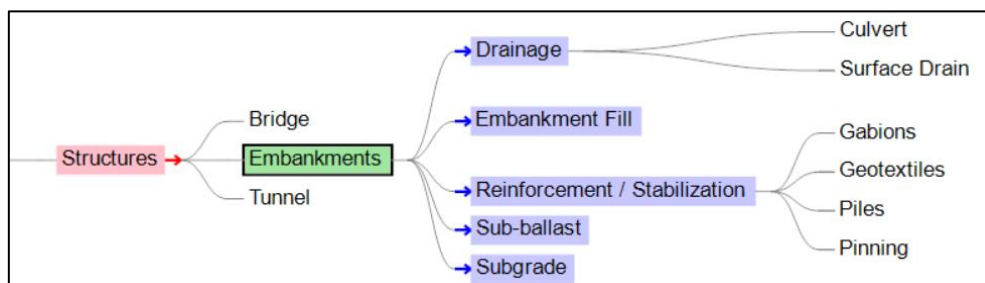 Structures
Bridge
Embankments
Tunnel
Drainage
Embankment Fill
Reinforcement / Stabilization
Sub-ballast
Subgrade
Culvert
Surface Drain
Gabions
Geotextiles
Piles
Pinning